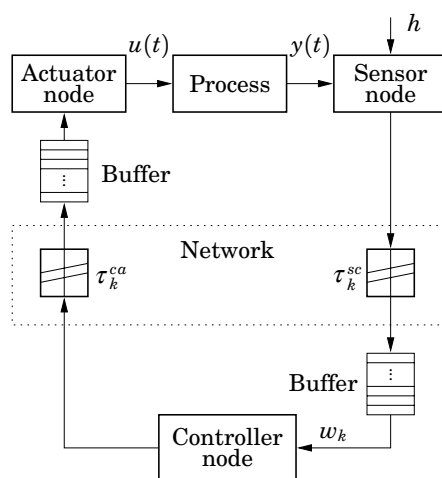 h
u(t)
y(t)
Actuator
node
Process
Sensor
node
Buffer
⋮
Network
τ_k^{ca}
τ_k^{sc}
⋮
Buffer
w_k
Controller
node